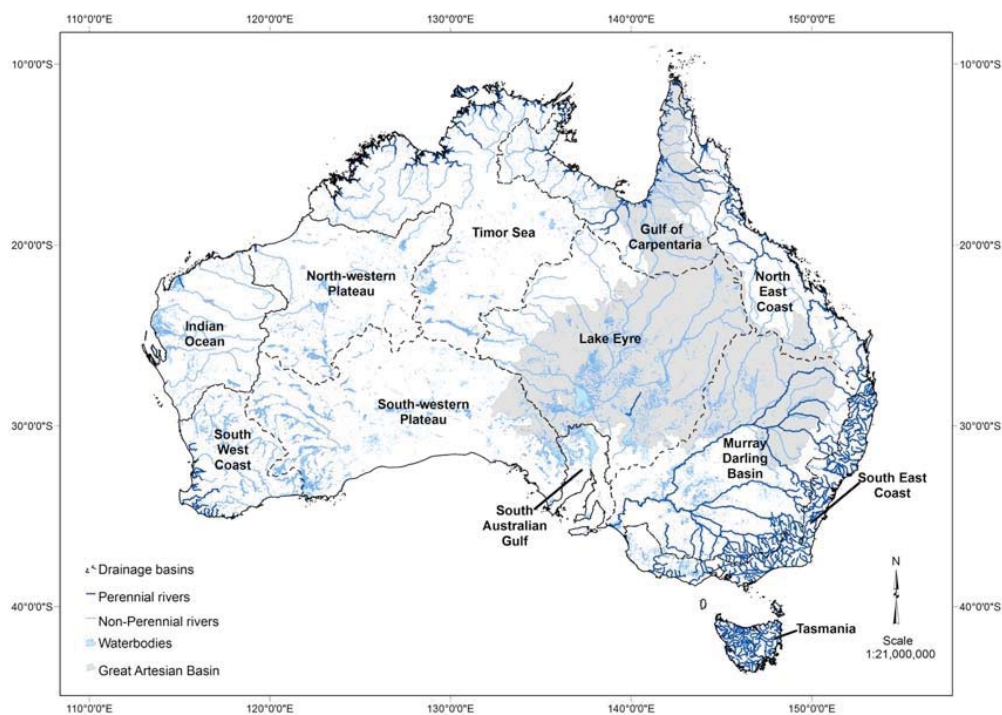 110°0'0"E
120°0'0"E
130°0'0"E
140°0'0"E
150°0'0"E
10°0'0"S
10°0'0"S
Timor Sea
Gulf of
Carpentaria
20°0'0"S
20°0'0"S
North-western
Plateau
North
East
Coast
Indian
Ocean
Lake Eyre
South-western
Plateau
30°0'0"S
30°0'0"S
South
West
Coast
Murray
Darling
Basin
South East
Coast
South
Australian
Gulf
Drainage basins
Perennial rivers
Non-Perennial rivers
Waterbodies
Great Artesian Basin
N
Scale
1:21,000,000
40°0'0"S
40°0'0"S
Tasmania
110°0'0"E
120°0'0"E
130°0'0"E
140°0'0"E
150°0'0"E